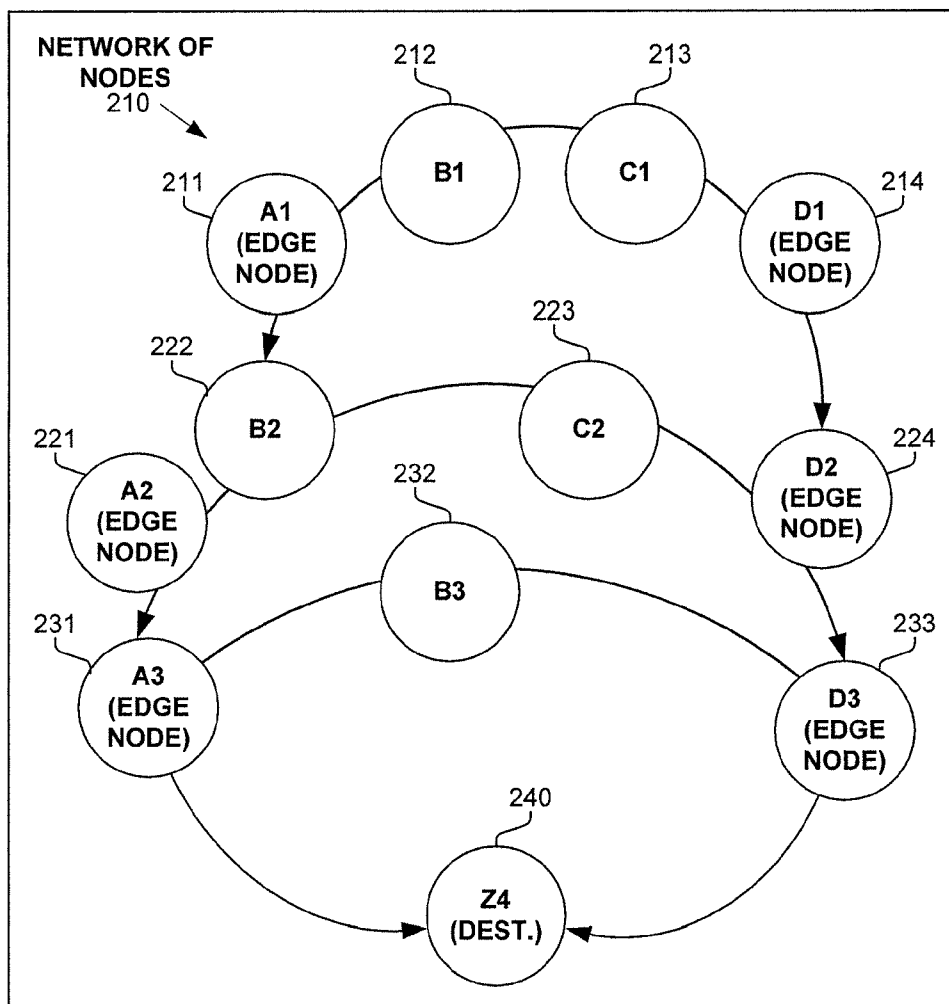 NETWORK OF
NODES
210
212
213
211
B1
C1
214
A1
(EDGE
NODE)
D1
(EDGE
NODE)
222
223
B2
C2
221
224
A2
(EDGE
NODE)
D2
(EDGE
NODE)
232
B3
231
233
A3
(EDGE
NODE)
D3
(EDGE
NODE)
240
Z4
(DEST.)